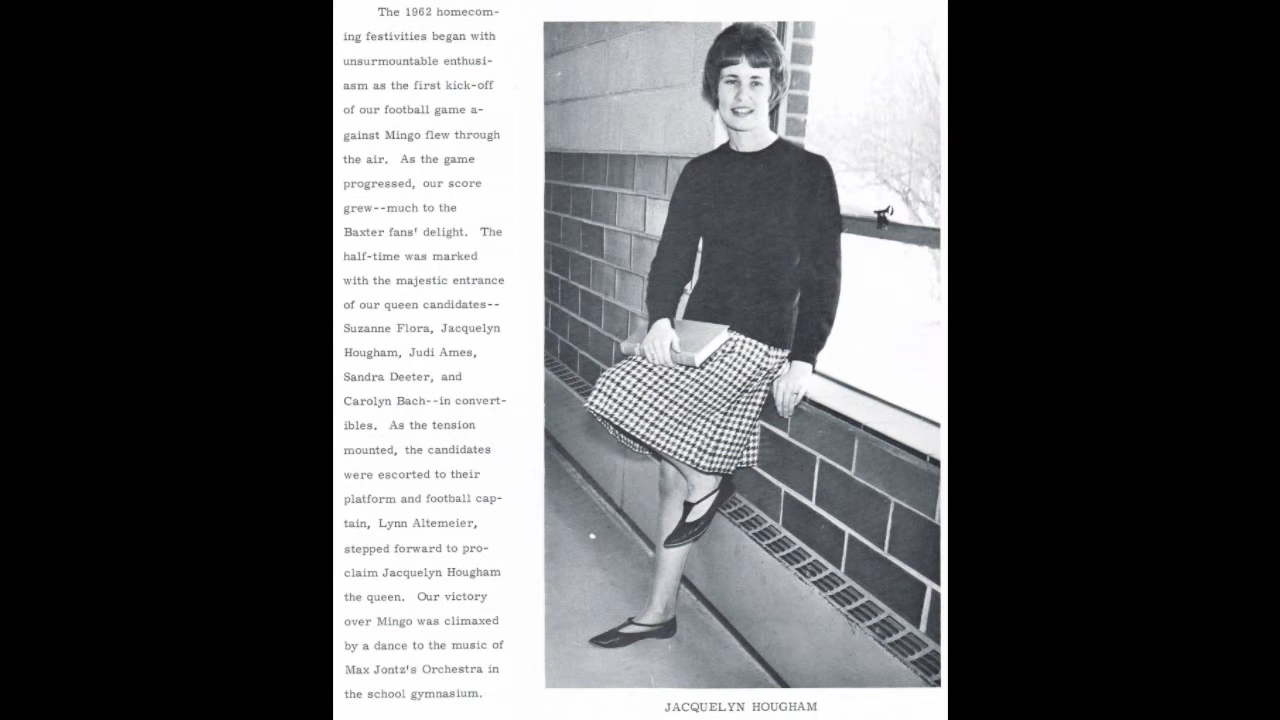 The 1962 homecom-
ing festivities began with
unsurmountable enthusi-
asm as the first kick-off
of our football game a-
gainst Mingo flew through
the air. As the game
progressed, our score
grew--much to the
Baxter fans' delight. The
half-time was marked
with the majestic entrance
of our queen candidates--
Suzanne Flora, Jacquelyn
Hougham, Judi Ames,
Sandra Deeter, and
Carolyn Bach--in convert-
ibles. As the tension
mounted, the candidates
were escorted to their
platform and football cap-
tain, Lynn Altemeier,
stepped forward to pro-
claim Jacquelyn Hougham
the queen. Our victory
over Mingo was climaxed
by a dance to the music of
Max Jontz's Orchestra in
the school gymnasium.
JACQUELYN HOUGHAM